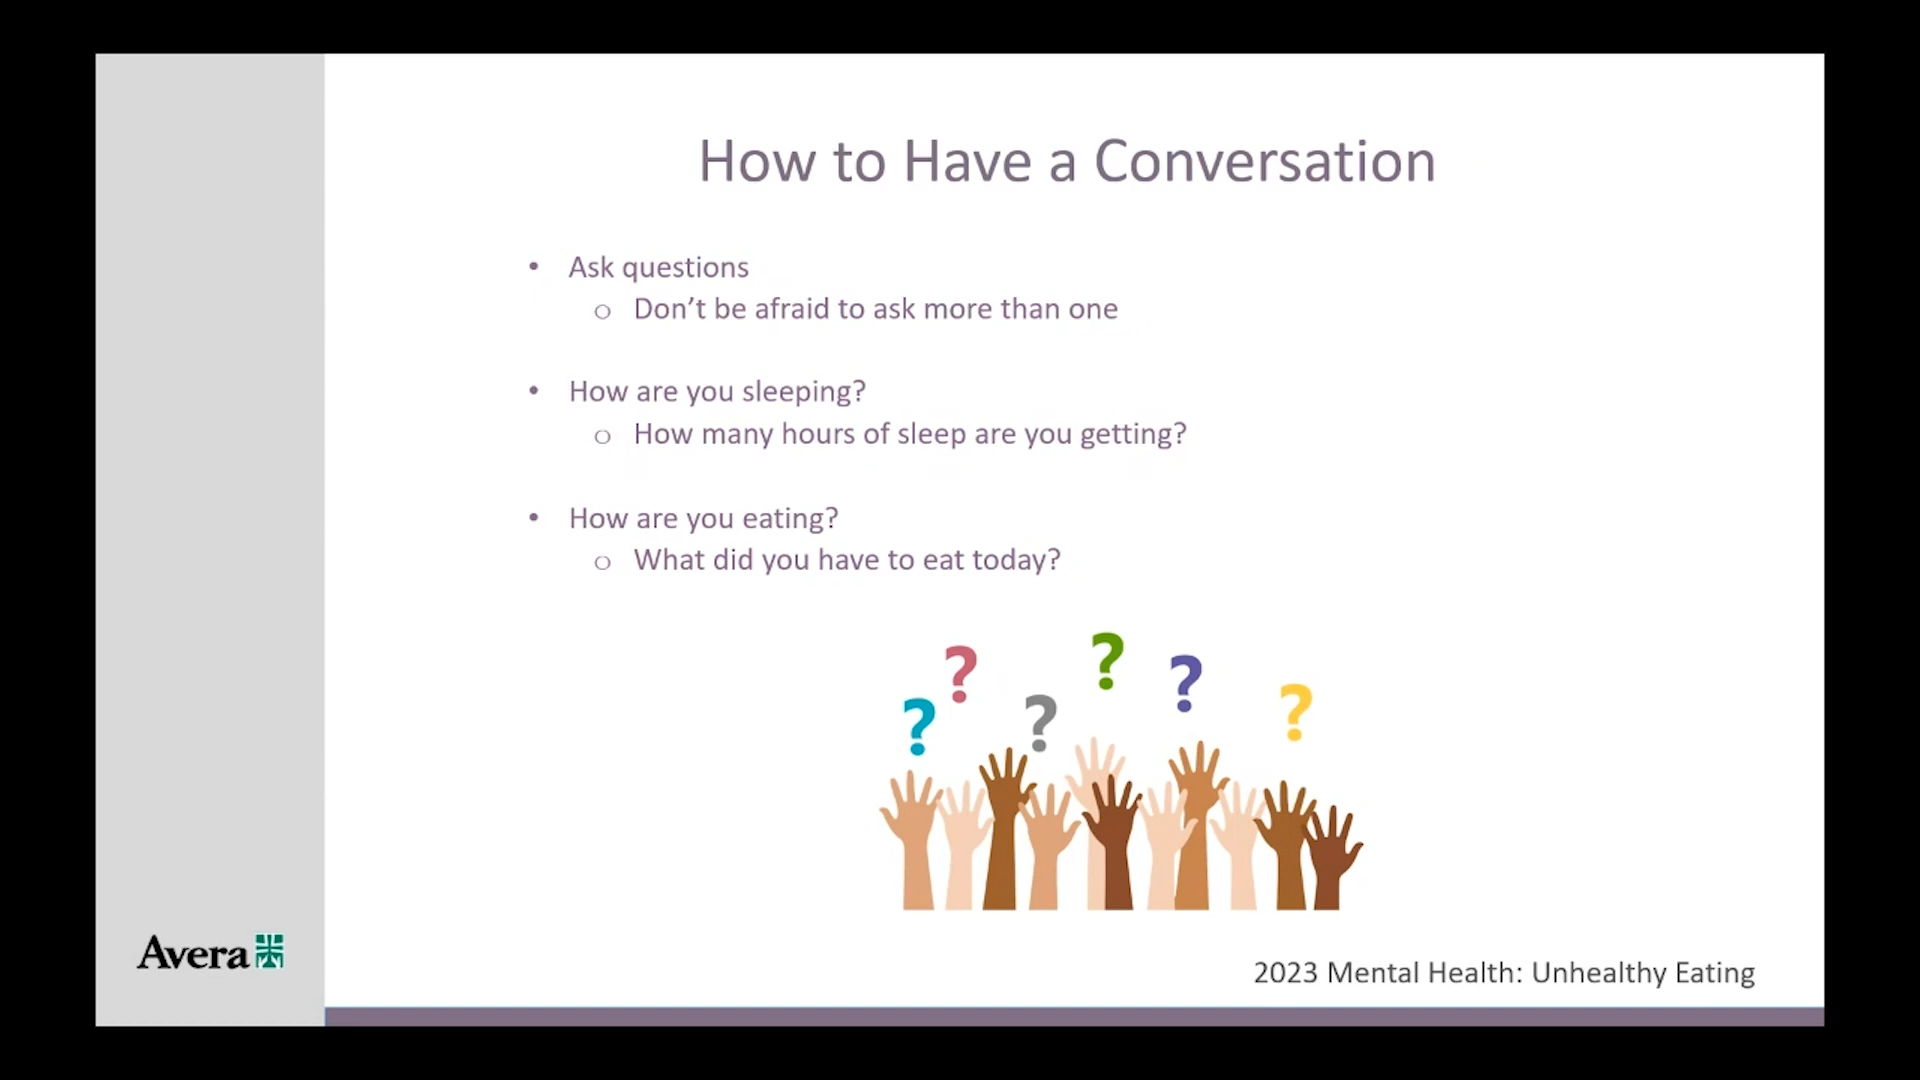 How to Have a Conversation
• Ask questions
o Don’t be afraid to ask more than one
• How are you sleeping?
o How many hours of sleep are you getting?
• How are you eating?
o What did you have to eat today?
? ? ? ? ? ?
Avera
2023 Mental Health: Unhealthy Eating